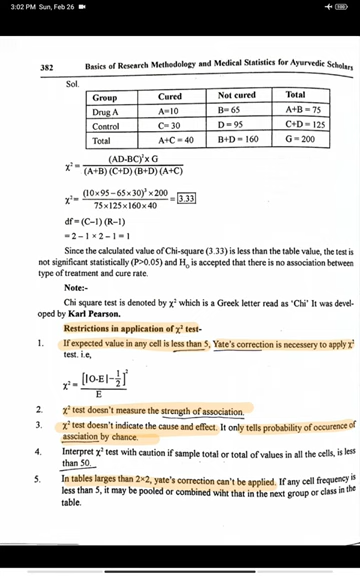 3:02 PM Sun, Feb 26
382 Basics of Research Methodology and Medical Statistics for Ayurvedic Scholars
Sol.
Group Cured Not cured Total
Drug A A=10 B= 65 A+B = 75
Control C= 30 D = 95 C+D = 125
Total A+C = 40 B+D = 160 G = 200
χ² = (AD-BC)² x G
(A+B) (C+D) (B+D) (A+C)
χ² = (10×95−65×30)² × 200 = 3.33
75×125×160×40
df = (C−1) (R−1)
= 2 − 1 × 2 − 1 = 1
Since the calculated value of Chi-square (3.33) is less than the table value, the test is
not significant statistically (P>0.05) and H₀ is accepted that there is no association between
type of treatment and cure rate.
Note:-
Chi square test is denoted by χ² which is a Greek letter read as 'Chi' It was devel-
oped by Karl Pearson.
Restrictions in application of χ² test-
1. If expected value in any cell is less than 5, Yate's correction is necessery to apply χ²
test. i.e,
χ² = [|O-E|−1/2]²
E
2. χ² test doesn't measure the strength of association.
3. χ² test doesn't indicate the cause and effect. It only tells probability of occurence of
assciation by chance.
4. Interpret χ² test with caution if sample total or total of values in all the cells, is less
than 50.
5. In tables larges than 2×2, yate's correction can't be applied. If any cell frequency is
less than 5, it may be pooled or combined wiht that in the next group or class in the
table.